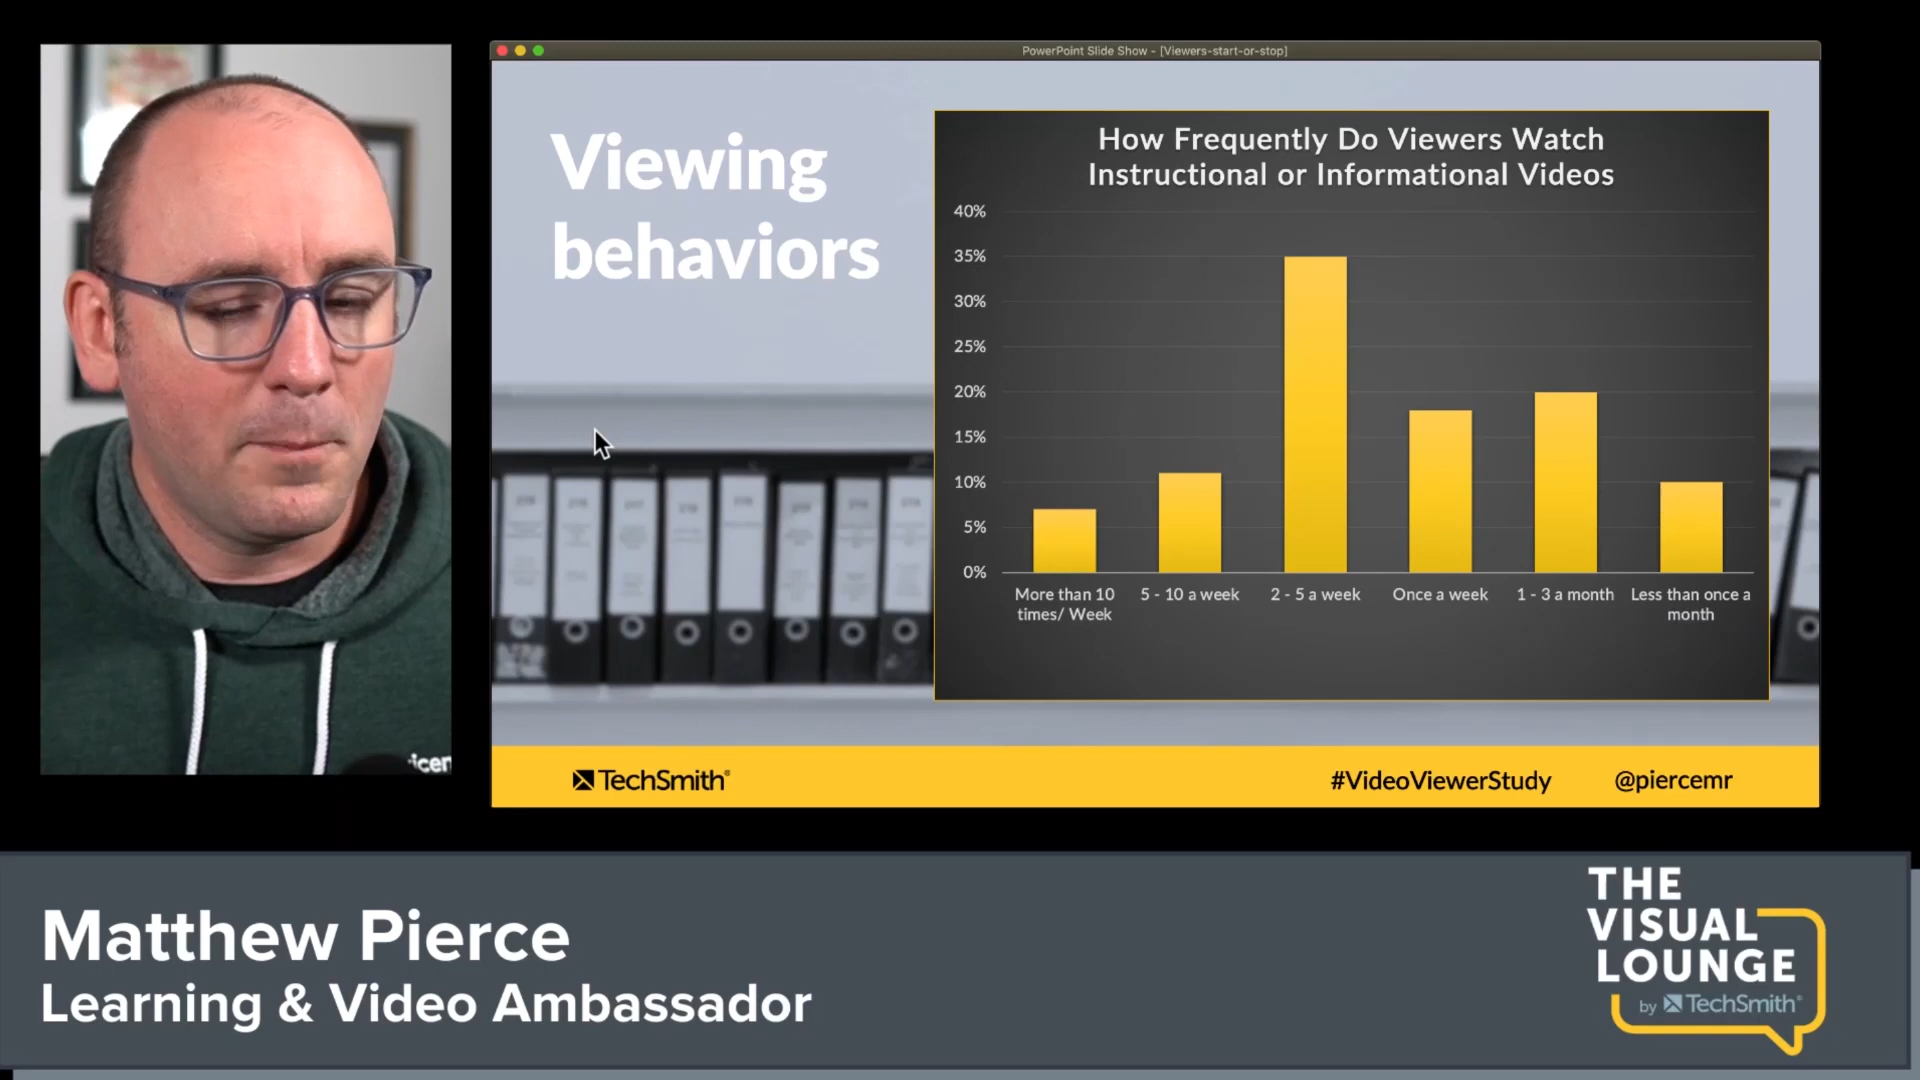 PowerPoint Slide Show - [Viewers-start-or-stop]
Viewing
behaviors
How Frequently Do Viewers Watch
Instructional or Informational Videos
40%
35%
30%
25%
20%
15%
10%
5%
0%
More than 10
times/ Week
5 - 10 a week
2 - 5 a week
Once a week
1 - 3 a month
Less than once a
month
TechSmith®
#VideoViewerStudy
@piercemr
Matthew Pierce
Learning & Video Ambassador
THE
VISUAL
LOUNGE
by TechSmith®